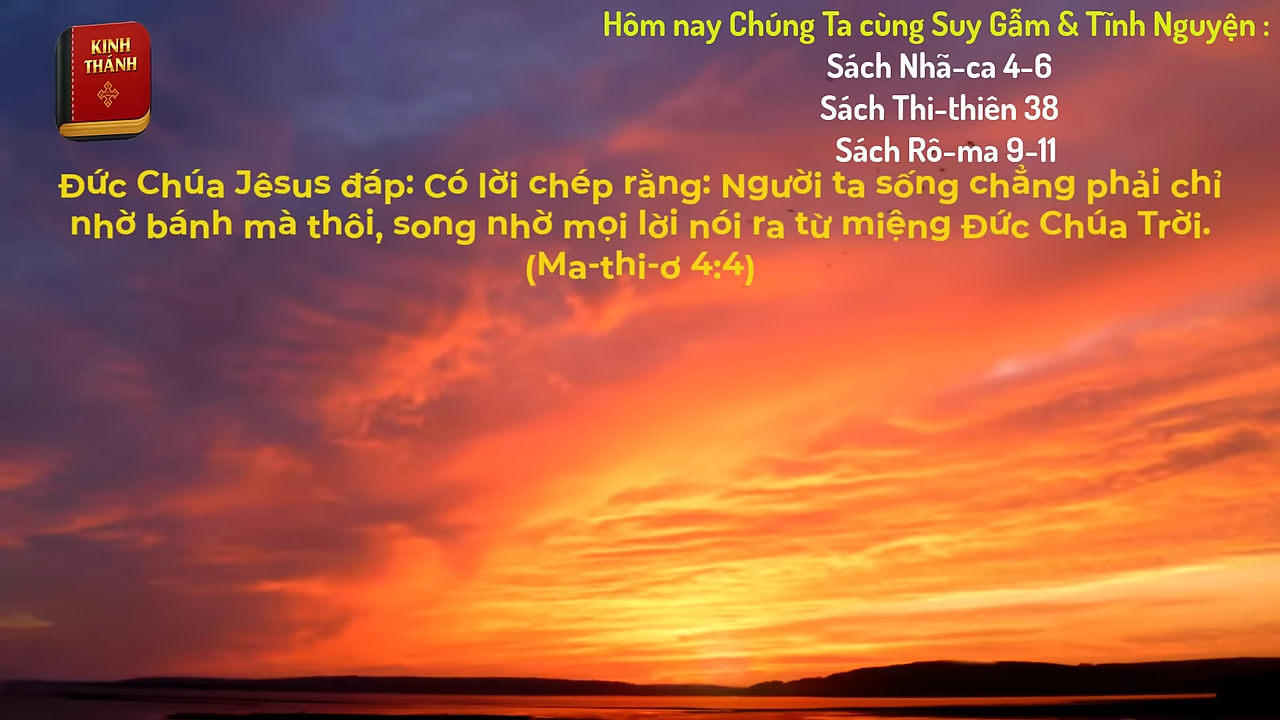 KINH
THÁNH
Hôm nay Chúng Ta cùng Suy Gẫm & Tĩnh Nguyện :
Sách Nhã-ca 4-6
Sách Thi-thiên 38
Sách Rô-ma 9-11
Đức Chúa Jêsus đáp: Có lời chép rằng: Người ta sống chẳng phải chỉ
nhờ bánh mà thôi, song nhờ mọi lời nói ra từ miệng Đức Chúa Trời.
(Ma-thi-ơ 4:4)